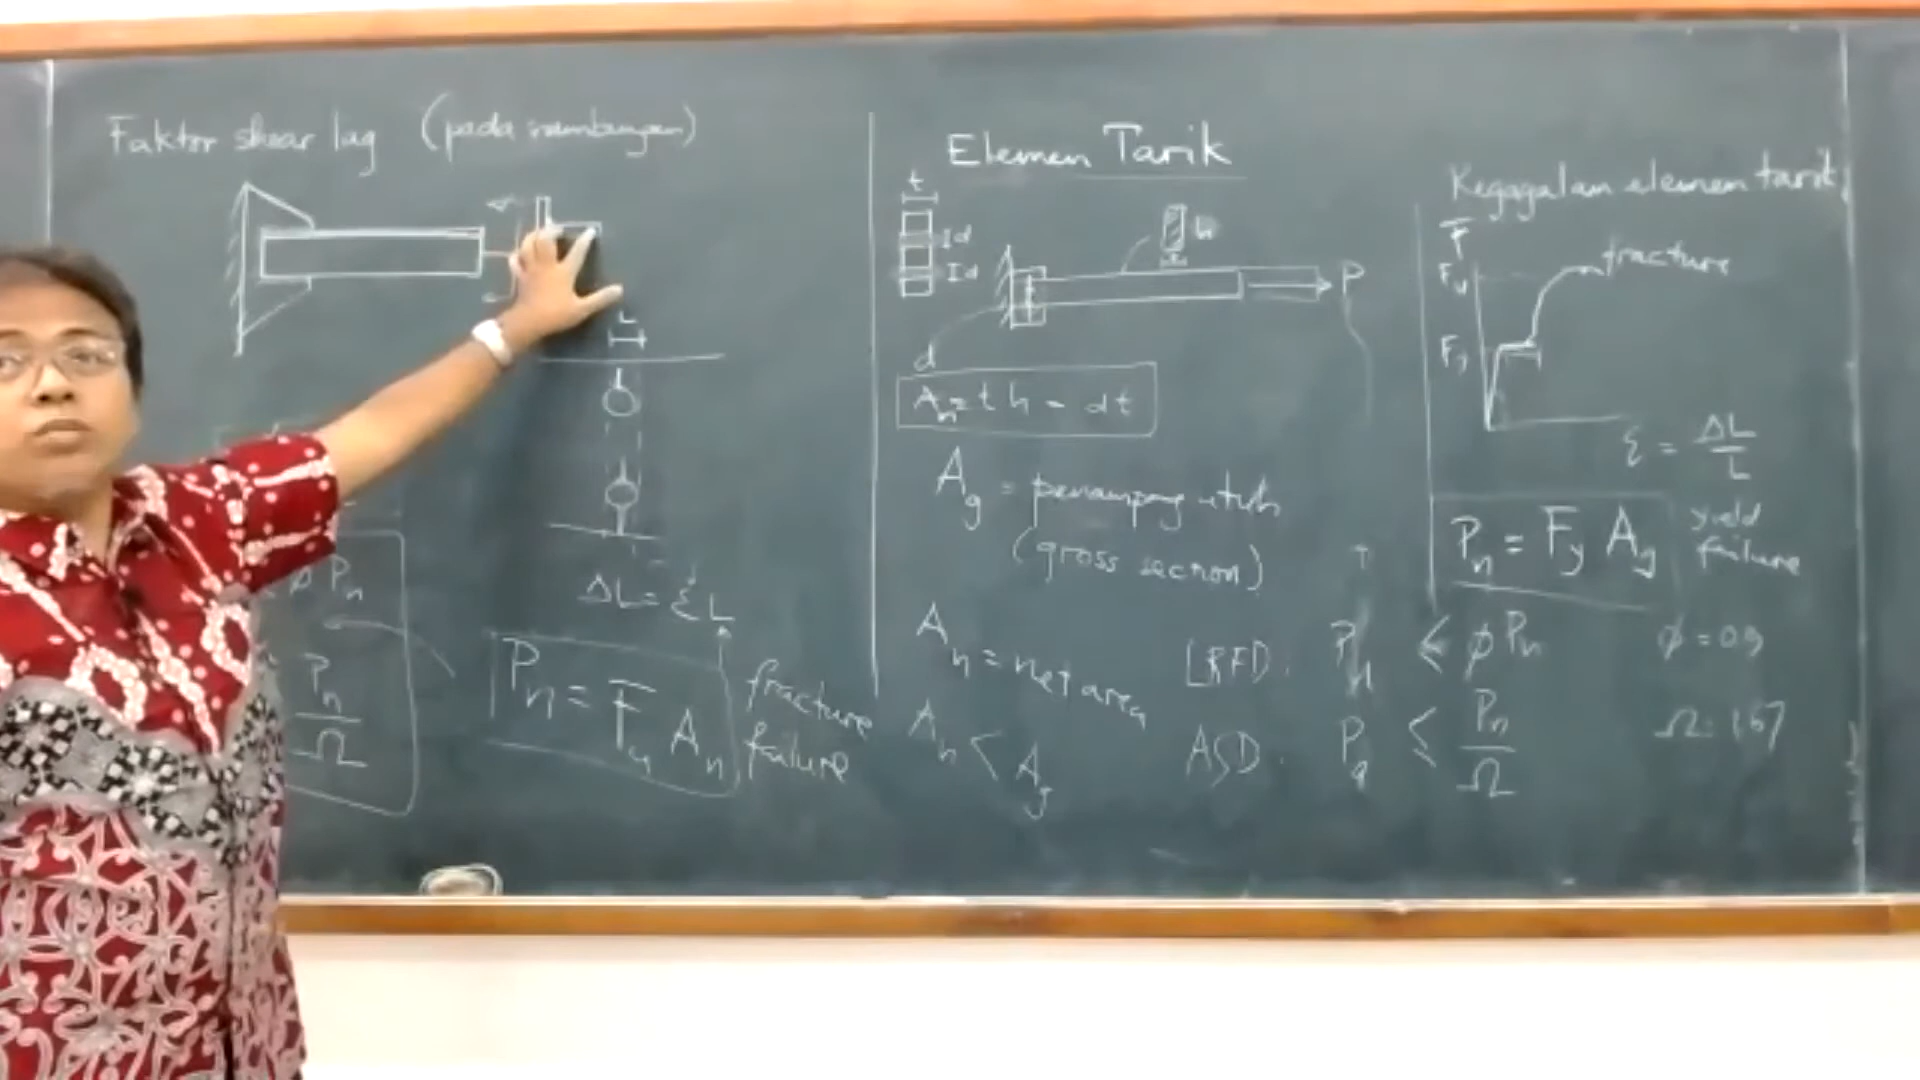 Faktor shear lag (pada sambungan)
L
ΔL = ε L
Pn = Fu An
fracture failure
φ Pn
Pn / Ω
Elemen Tarik
t
I d
I d
h
t
P
d
An = t h - d t
Ag = penampang utuh
(gross section)
An = net area
An < Ag
LRFD. Pu ≤ φ Pn φ = 0.9
ASD. Pa ≤ Pn / Ω Ω = 1.67
Kegagalan elemen tarik
F
Fu
fracture
Fy
ε = ΔL / L
Pn = Fy Ag
yield failure